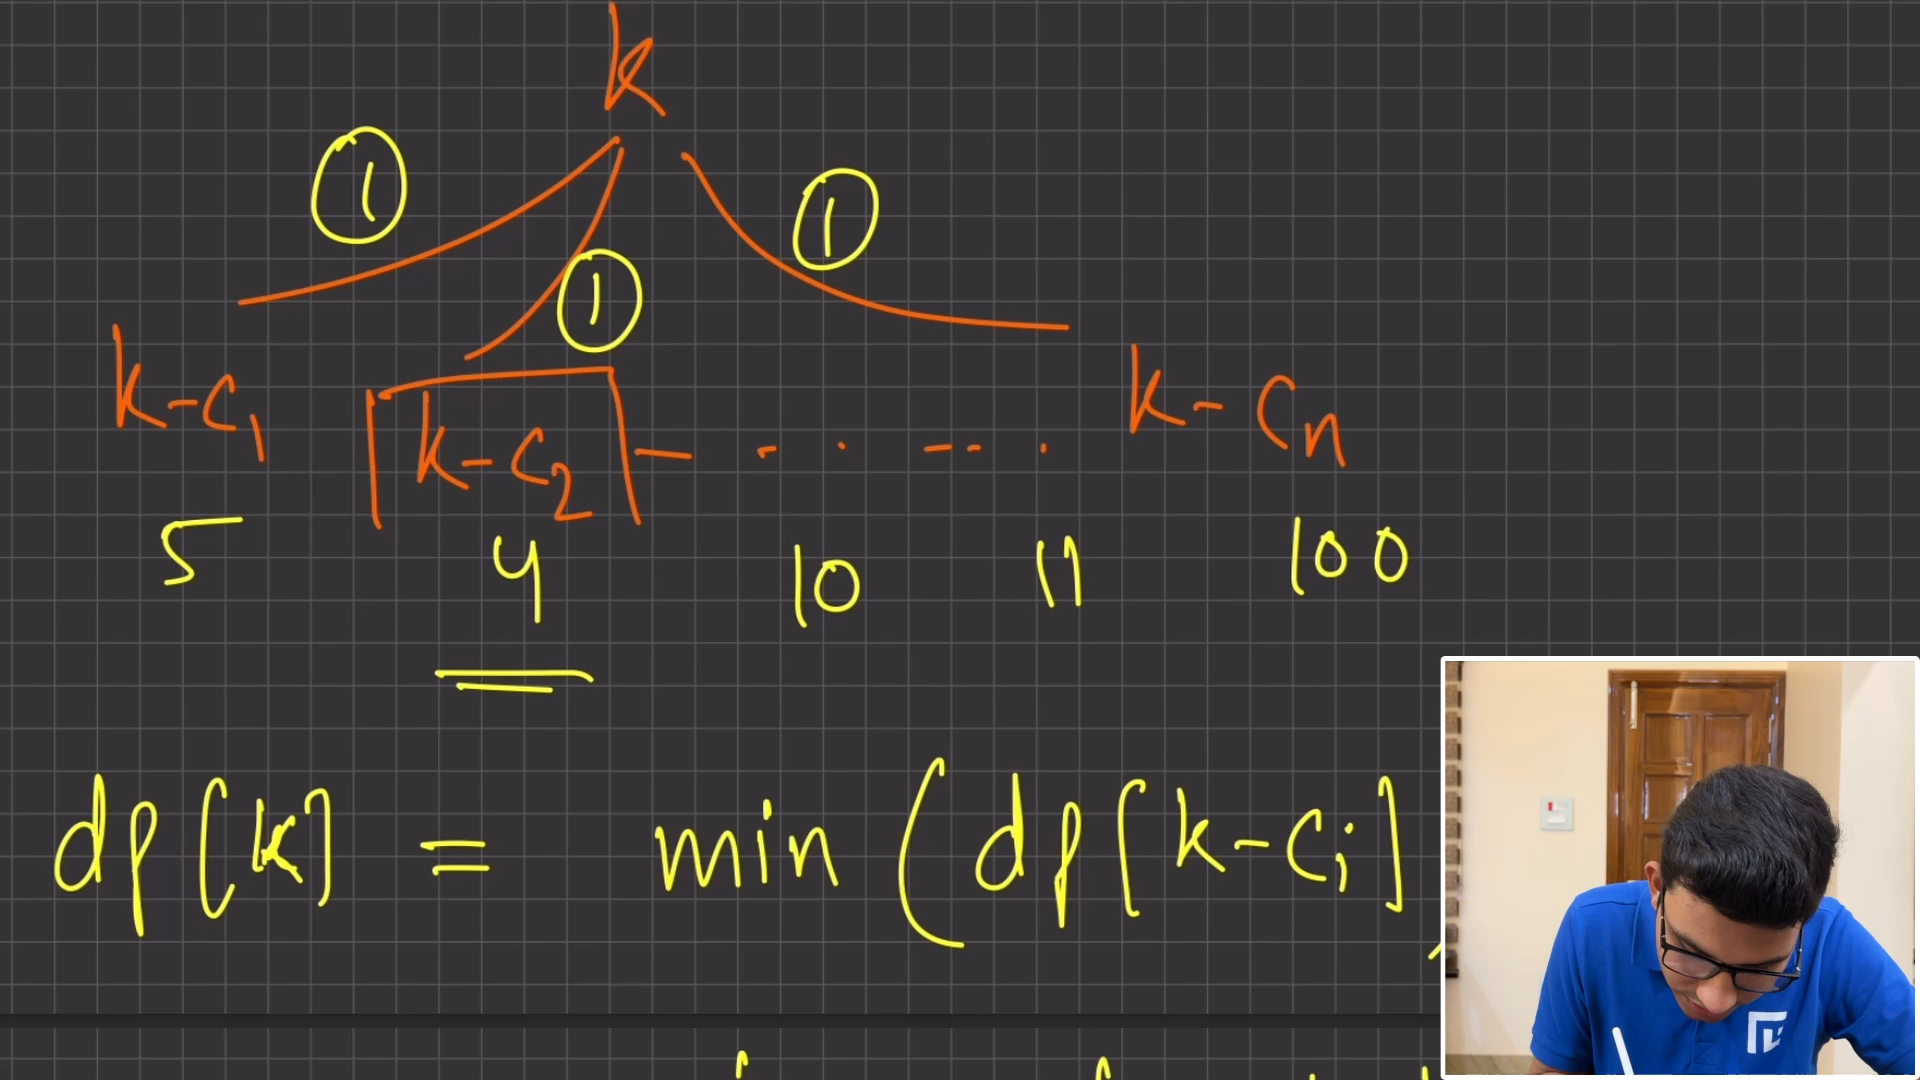 k
1 1
1
k-c1 k-c2 - - . -- - . k-cn
5 4 10 11 100
dp[k] = min(dp[k-ci],